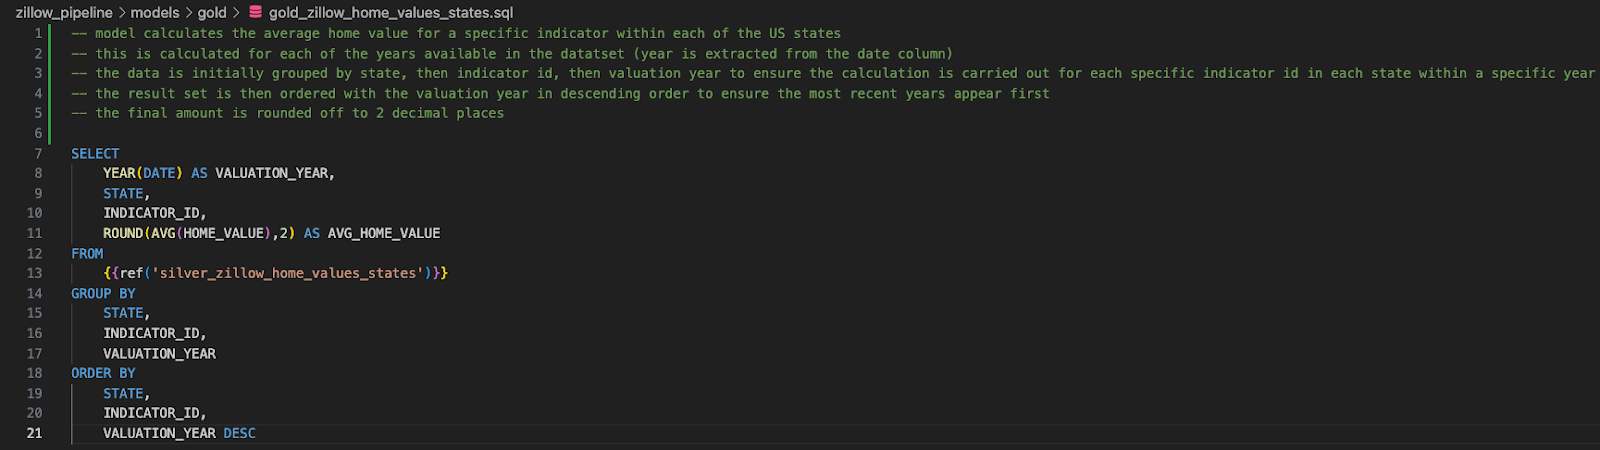 zillow_pipeline > models > gold > gold_zillow_home_values_states.sql
1 -- model calculates the average home value for a specific indicator within each of the US states
2 -- this is calculated for each of the years available in the datatset (year is extracted from the date column)
3 -- the data is initially grouped by state, then indicator id, then valuation year to ensure the calculation is carried out for each specific indicator id in each state within a specific year
4 -- the result set is then ordered with the valuation year in descending order to ensure the most recent years appear first
5 -- the final amount is rounded off to 2 decimal places
6
7 SELECT
8 YEAR(DATE) AS VALUATION_YEAR,
9 STATE,
10 INDICATOR_ID,
11 ROUND(AVG(HOME_VALUE),2) AS AVG_HOME_VALUE
12 FROM
13 {{ref('silver_zillow_home_values_states')}}
14 GROUP BY
15 STATE,
16 INDICATOR_ID,
17 VALUATION_YEAR
18 ORDER BY
19 STATE,
20 INDICATOR_ID,
21 VALUATION_YEAR DESC